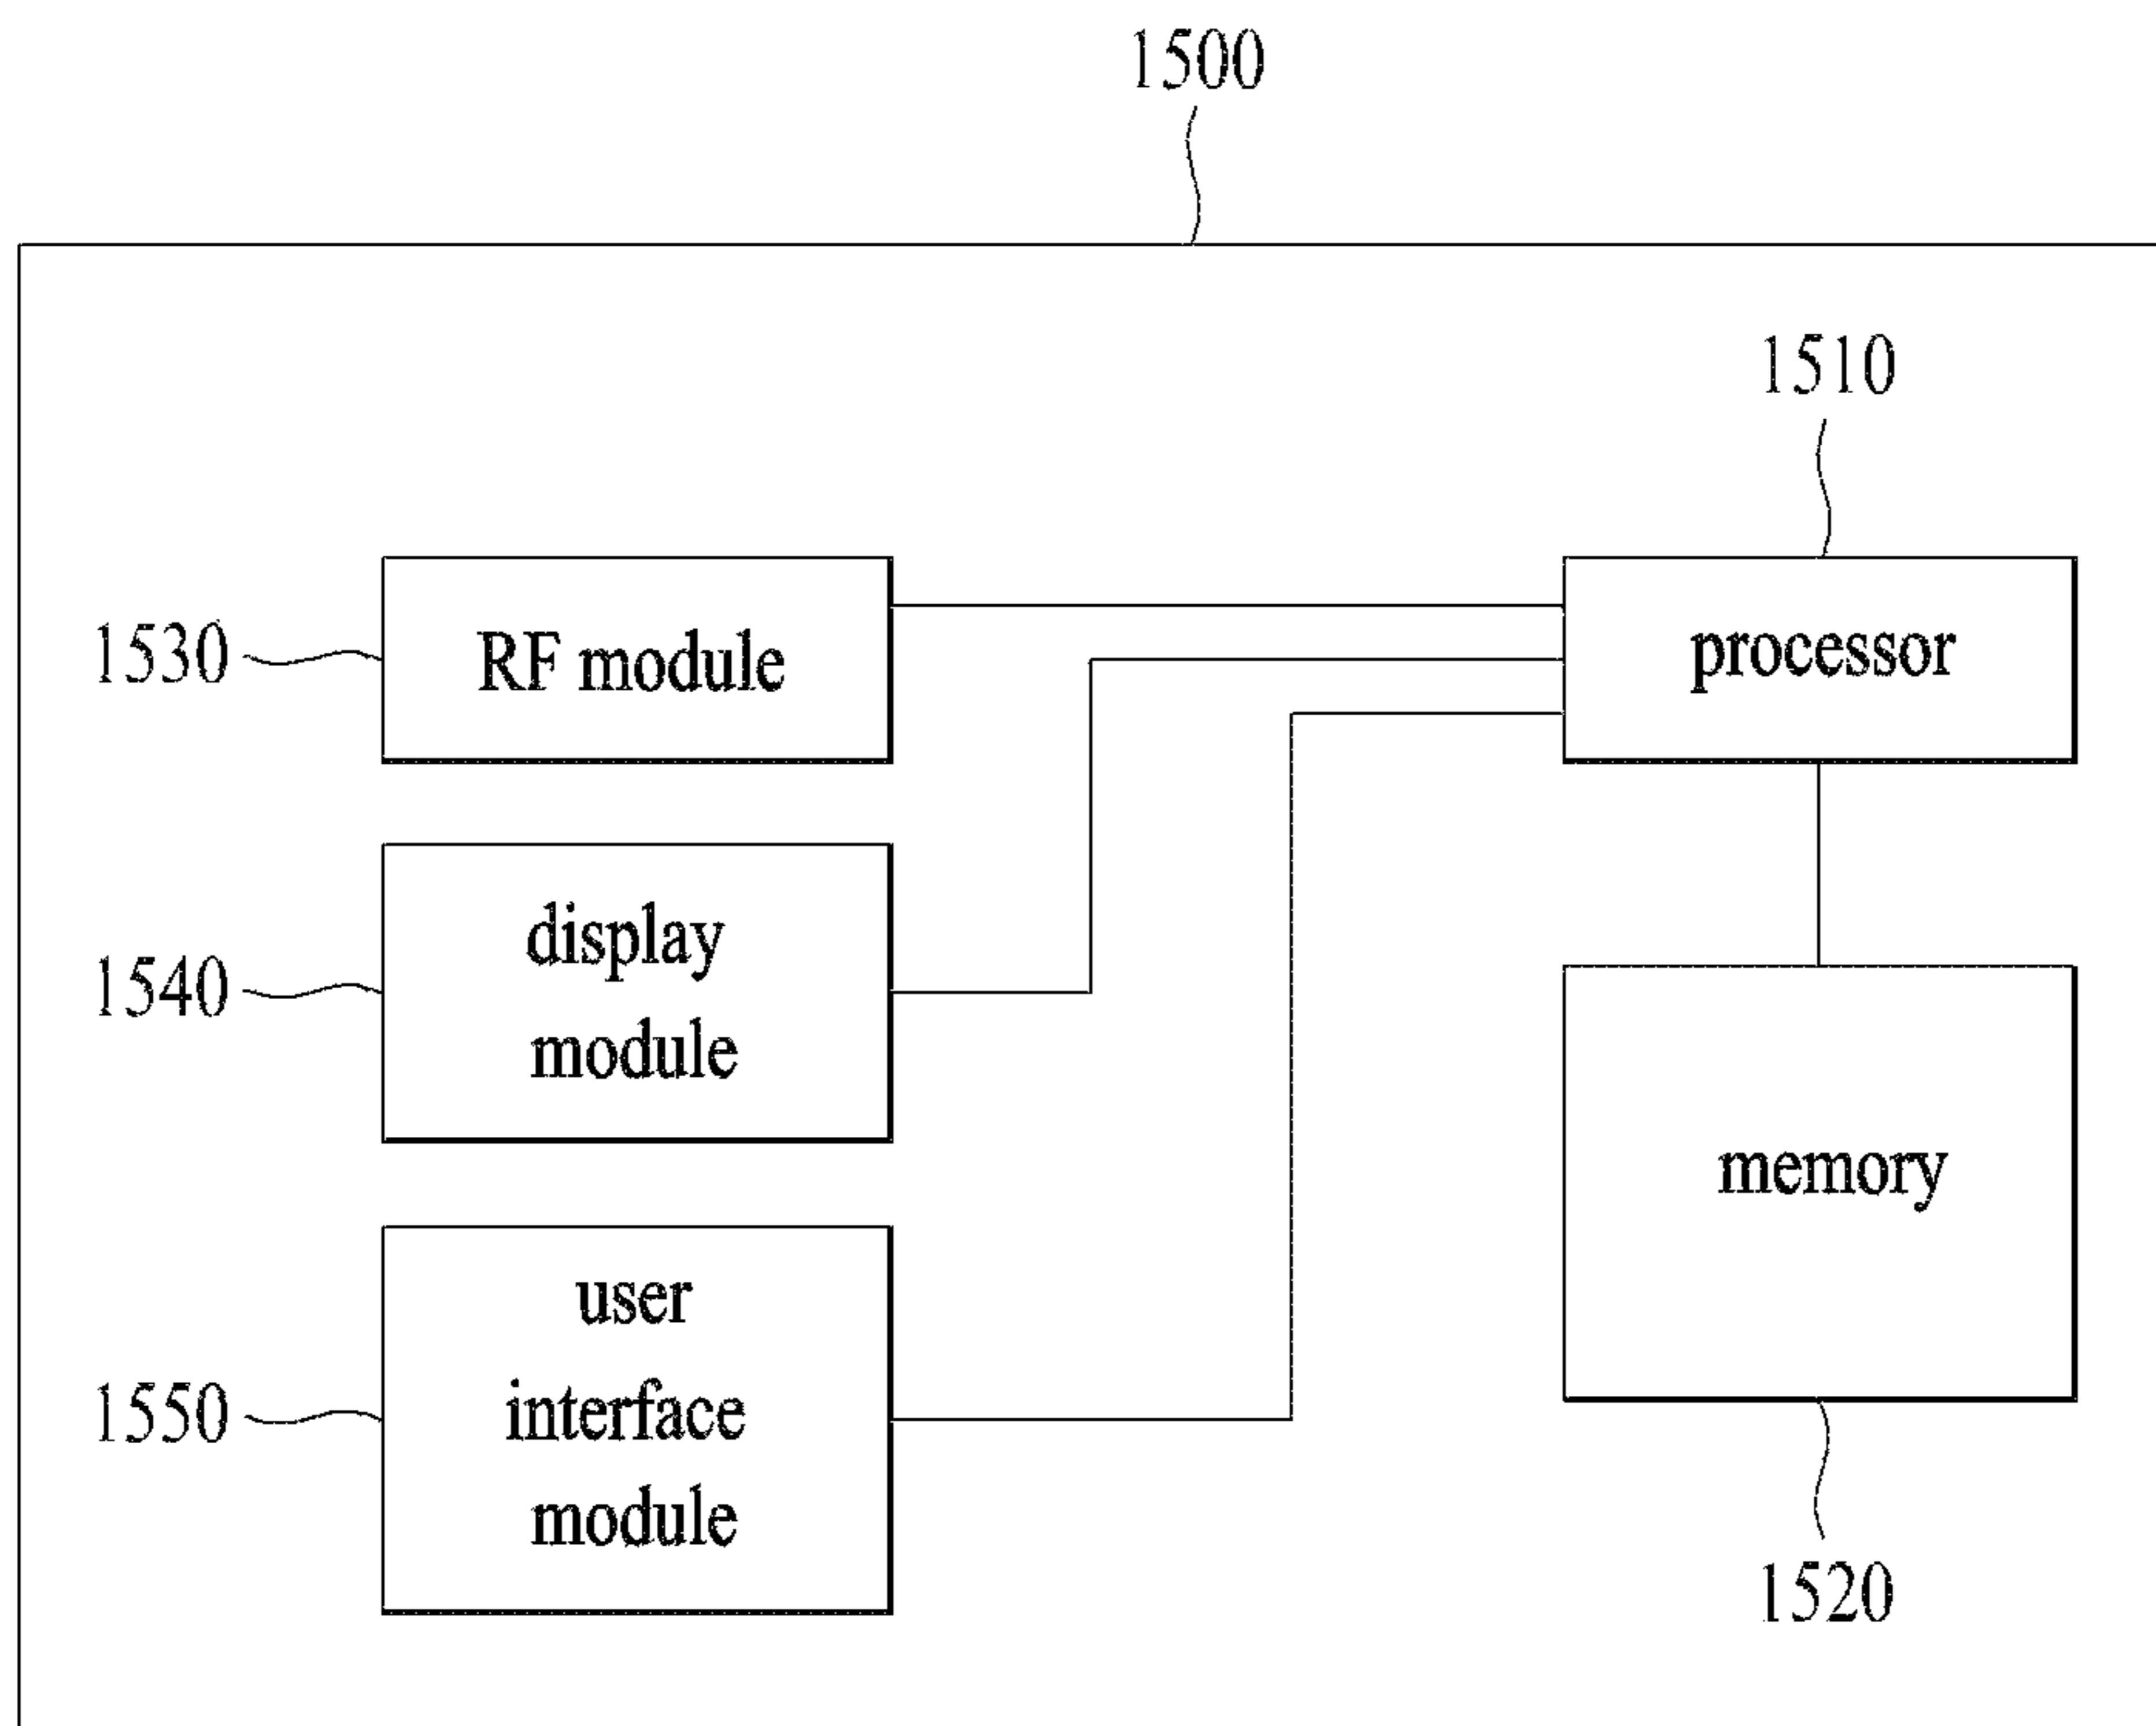 1500
1510
1530
RF module
processor
1540
display
module
memory
1550
user
interface
module
1520